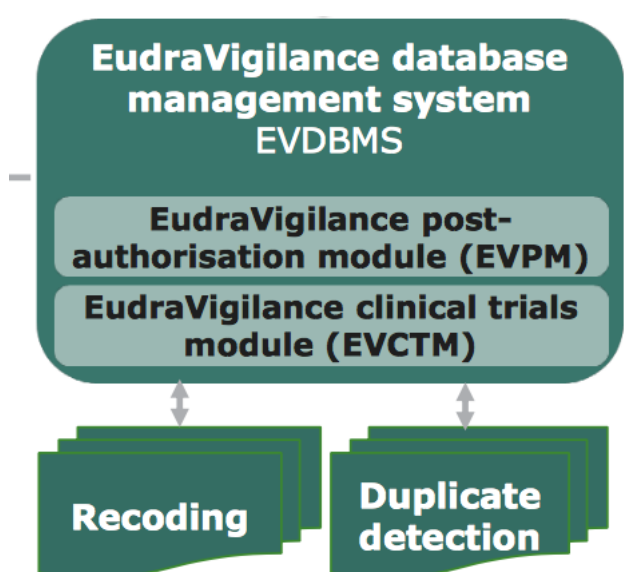 EudraVigilance database
management system
EVDBMS
EudraVigilance post-
authorisation module (EVPM)
EudraVigilance clinical trials
module (EVCTM)
Recoding
Duplicate
detection